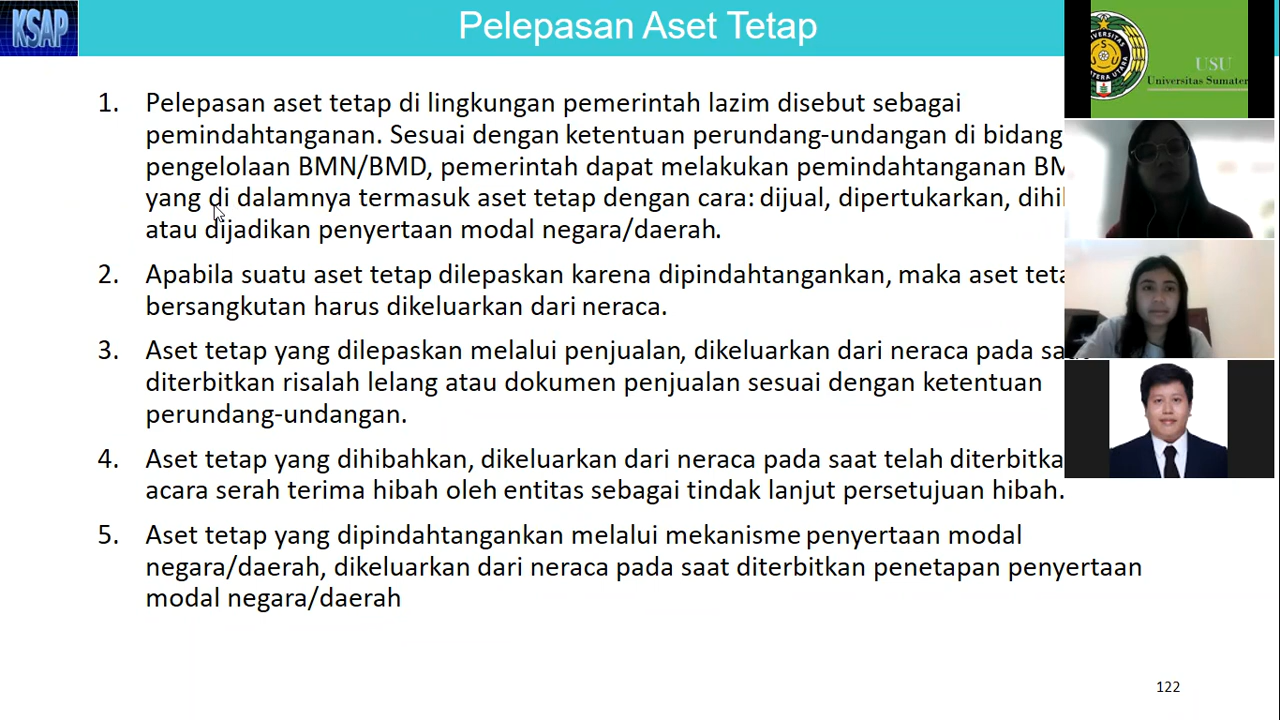 KSAP
Pelepasan Aset Tetap
1. Pelepasan aset tetap di lingkungan pemerintah lazim disebut sebagai
pemindahtanganan. Sesuai dengan ketentuan perundang-undangan di bidang
pengelolaan BMN/BMD, pemerintah dapat melakukan pemindahtanganan
yang di dalamnya termasuk aset tetap dengan cara: dijual, dipertukarkan,
atau dijadikan penyertaan modal negara/daerah.
2. Apabila suatu aset tetap dilepaskan karena dipindahtangankan, maka aset
bersangkutan harus dikeluarkan dari neraca.
3. Aset tetap yang dilepaskan melalui penjualan, dikeluarkan dari neraca pada
diterbitkan risalah lelang atau dokumen penjualan sesuai dengan ketentuan
perundang-undangan.
4. Aset tetap yang dihibahkan, dikeluarkan dari neraca pada saat telah
acara serah terima hibah oleh entitas sebagai tindak lanjut persetujuan hibah.
5. Aset tetap yang dipindahtangankan melalui mekanisme penyertaan modal
negara/daerah, dikeluarkan dari neraca pada saat diterbitkan penetapan penyertaan
modal negara/daerah
122
USU
Universitas